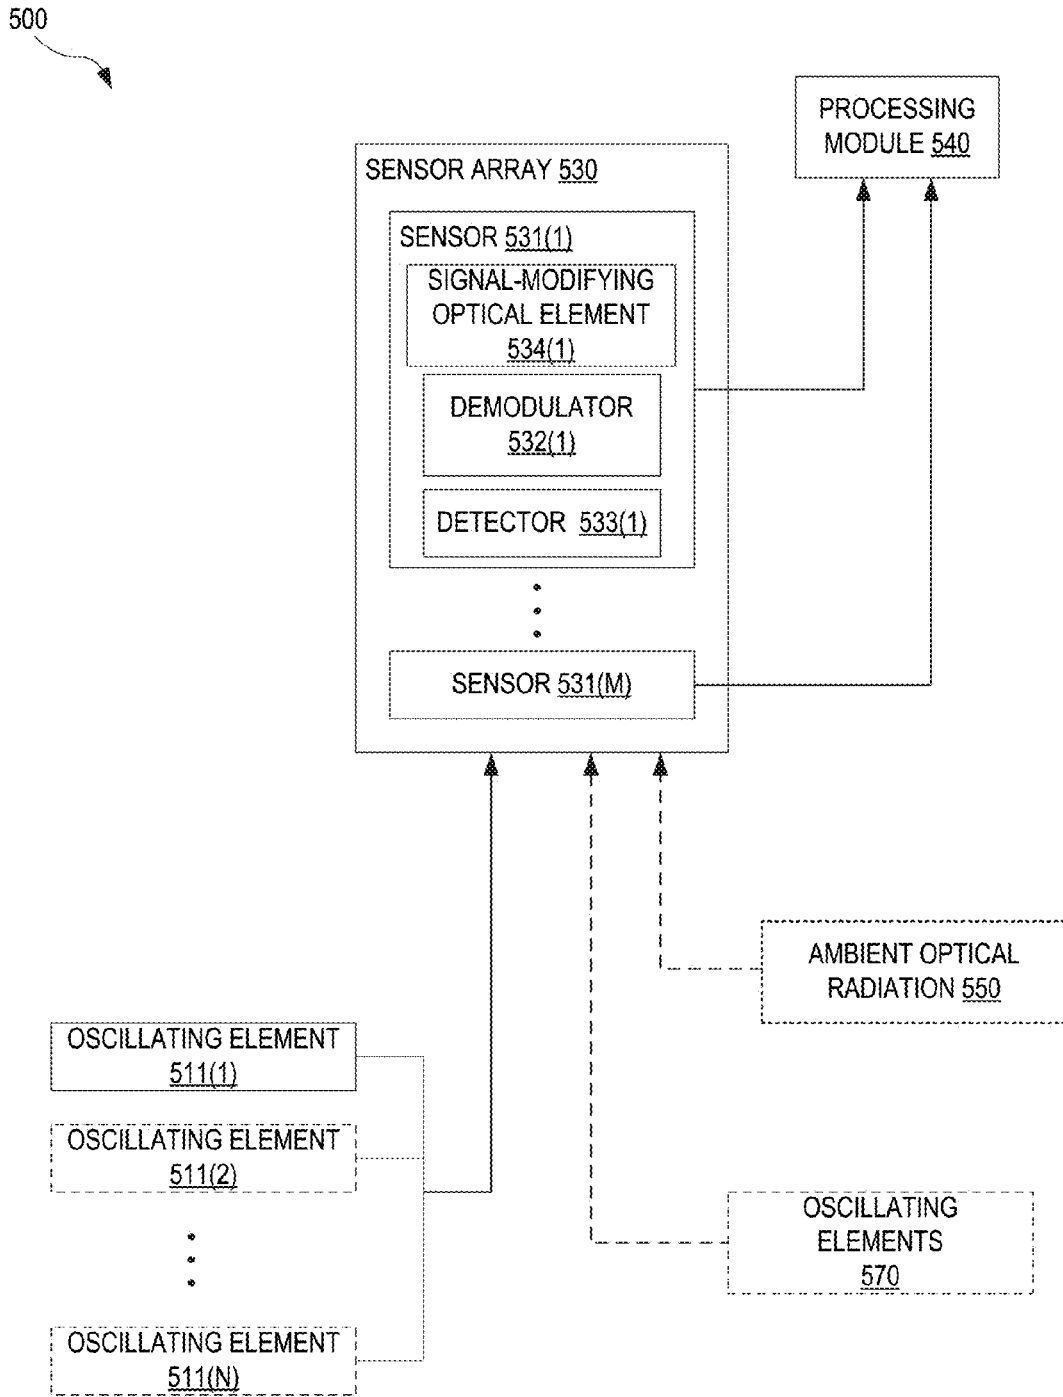 500
PROCESSING
MODULE 540
SENSOR ARRAY 530
SENSOR 531(1)
SIGNAL-MODIFYING
OPTICAL ELEMENT
534(1)
DEMODULATOR
532(1)
DETECTOR 533(1)
SENSOR 531(M)
AMBIENT OPTICAL
RADIATION 550
OSCILLATING ELEMENT
511(1)
OSCILLATING ELEMENT
511(2)
OSCILLATING
ELEMENTS
570
OSCILLATING ELEMENT
511(N)